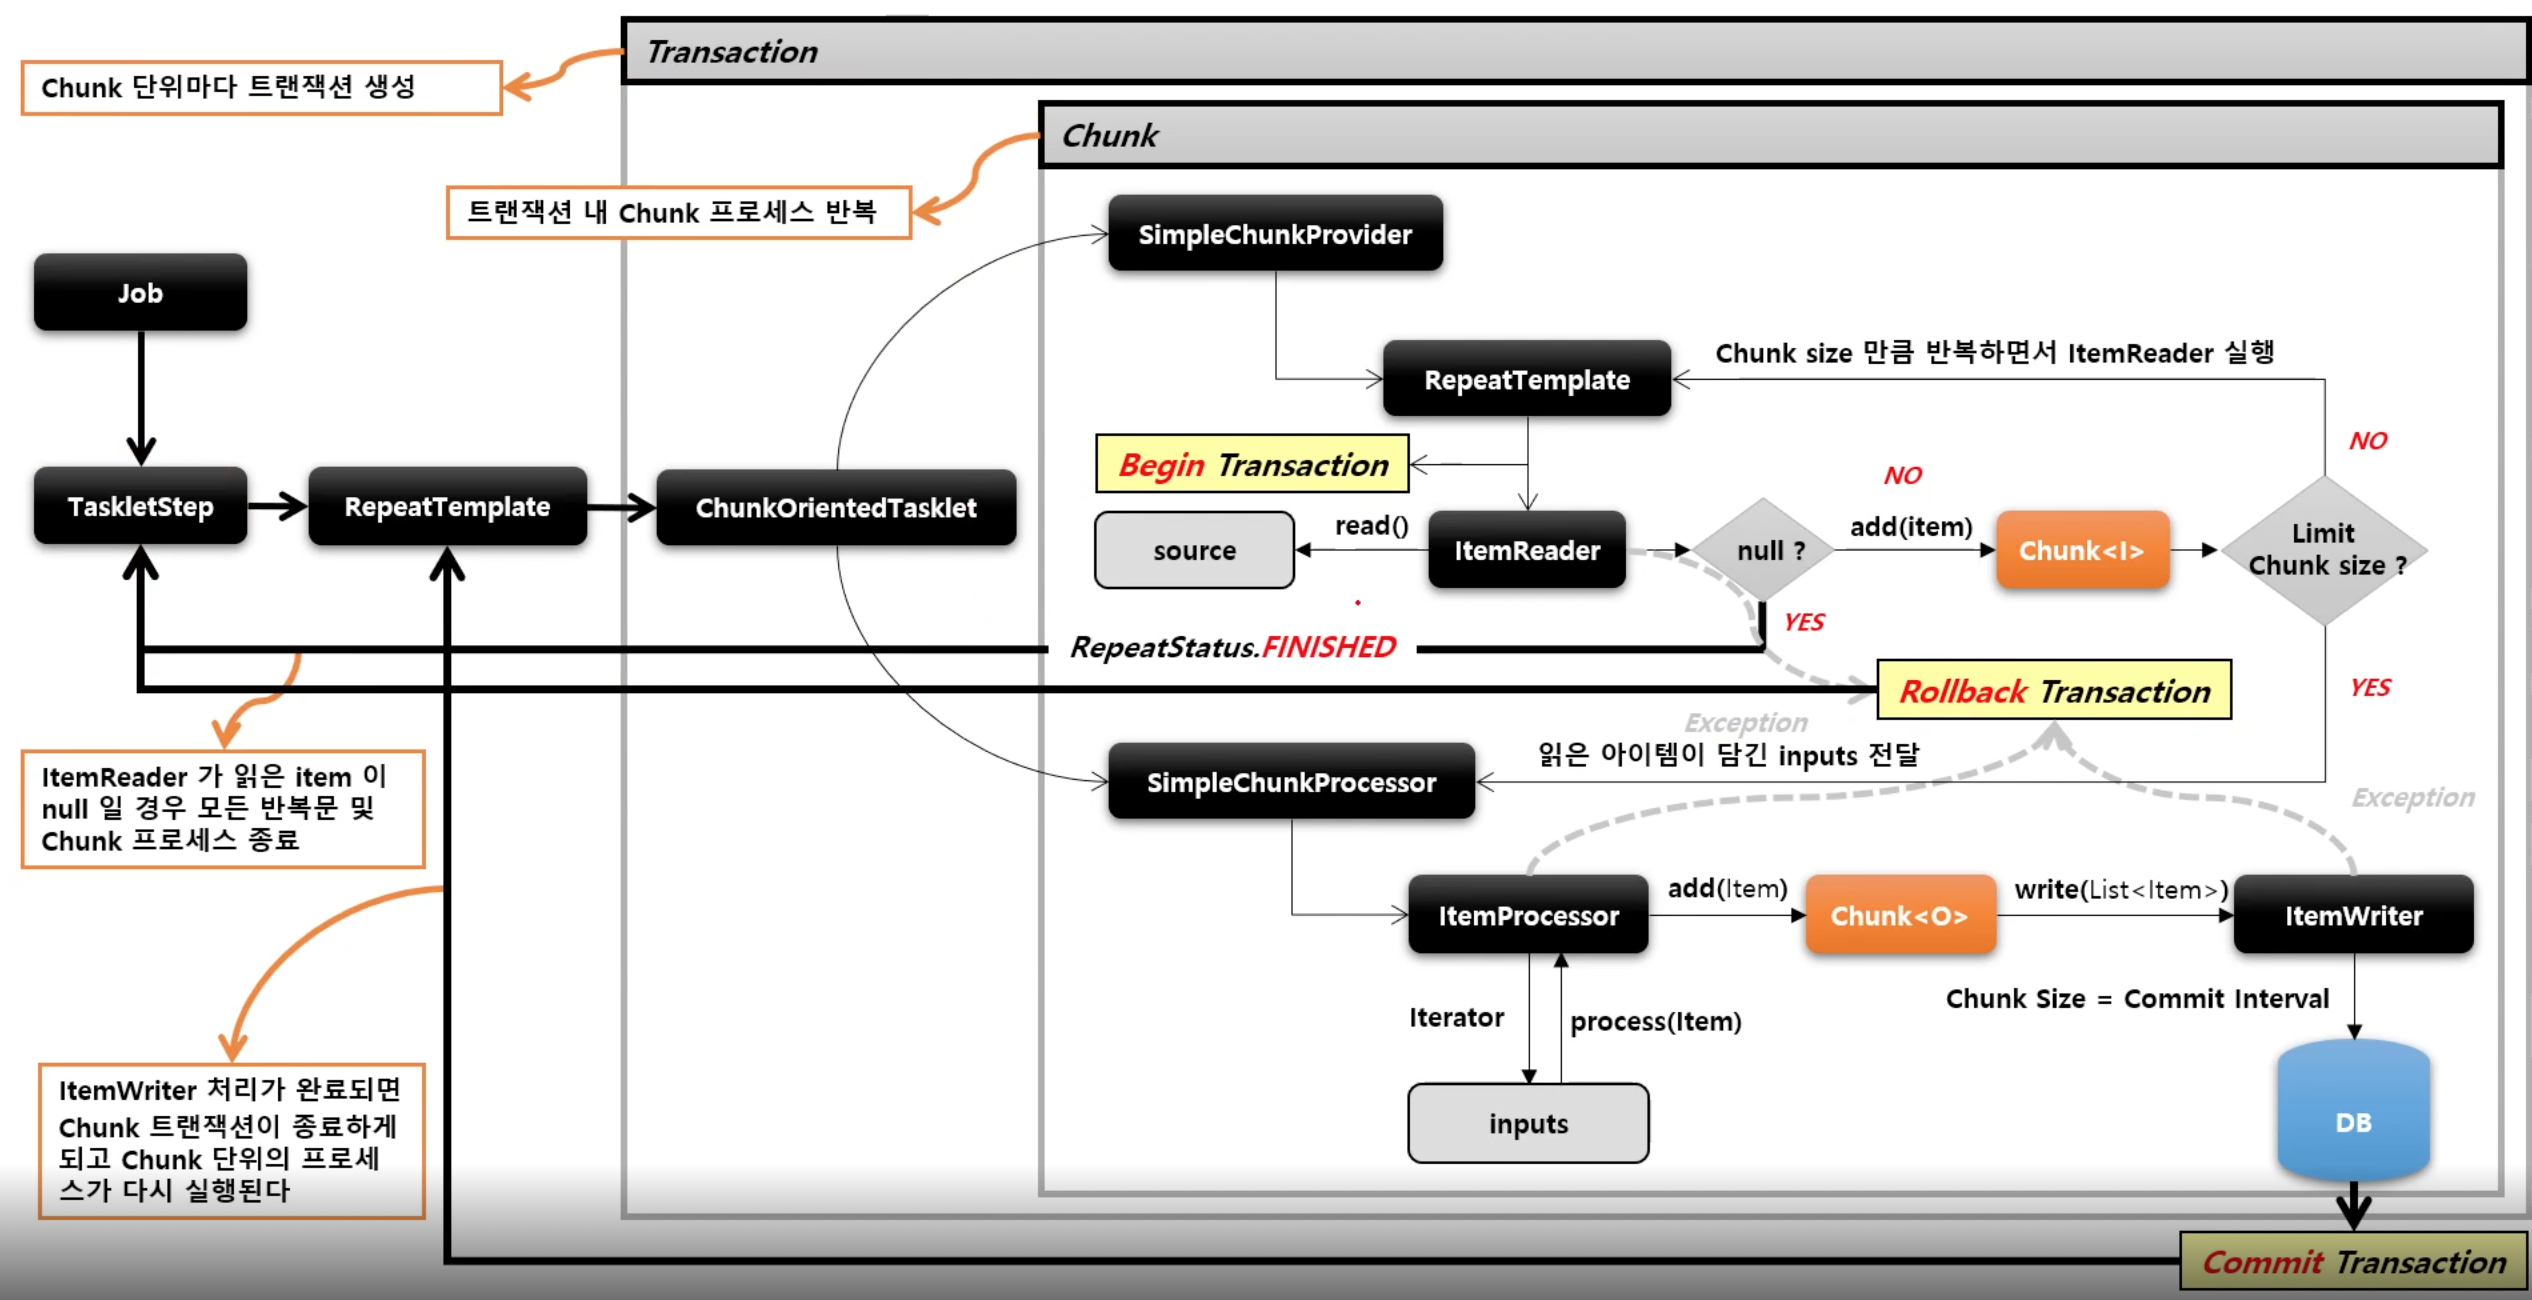 Transaction
Chunk 단위마다 트랜잭션 생성
Chunk
트랜잭션 내 Chunk 프로세스 반복
SimpleChunkProvider
Job
RepeatTemplate
Chunk size 만큼 반복하면서 ItemReader 실행
NO
Begin Transaction
NO
TaskletStep
RepeatTemplate
ChunkOrientedTasklet
source
read()
ItemReader
null ?
add(item)
Chunk<I>
Limit
Chunk size ?
YES
RepeatStatus.FINISHED
Rollback Transaction
YES
Exception
ItemReader 가 읽은 item 이
null 일 경우 모든 반복문 및
Chunk 프로세스 종료
SimpleChunkProcessor
읽은 아이템이 담긴 inputs 전달
Exception
ItemProcessor
add(Item)
Chunk<O>
write(List<Item>)
ItemWriter
Iterator
process(Item)
Chunk Size = Commit Interval
inputs
DB
ItemWriter 처리가 완료되면
Chunk 트랜잭션이 종료하게
되고 Chunk 단위의 프로세
스가 다시 실행된다
Commit Transaction